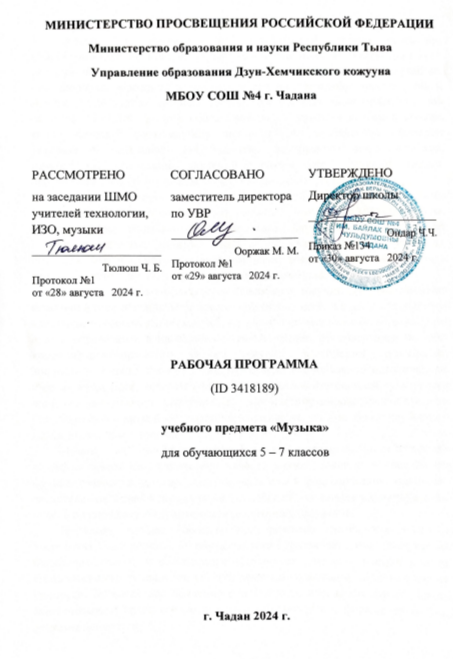 МИНИСТЕРСТВО ПРОСВЕЩЕНИЯ РОССИЙСКОЙ ФЕДЕРАЦИИ
Министерство образования и науки Республики Тыва
Управление образования Дзун-Хемчикского кожууна
МБОУ СОШ №4 г. Чадана
РАССМОТРЕНО
на заседании ШМО
учителей технологии,
ИЗО, музыки
Тюлюш Ч. Б.
Протокол №1
от «28» августа 2024 г.
СОГЛАСОВАНО
заместитель директора
по УВР
Ооржак М. М.
Протокол №1
от «29» августа 2024 г.
УТВЕРЖДЕНО
Директор школы
Ондар Ч.Ч.
Приказ №134
от «30» августа 2024 г.
РАБОЧАЯ ПРОГРАММА
(ID 3418189)
учебного предмета «Музыка»
для обучающихся 5 – 7 классов
г. Чадан 2024 г.